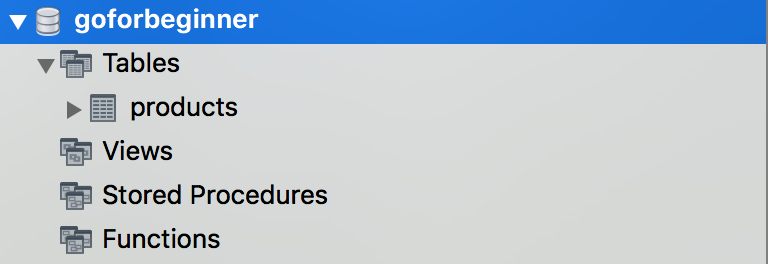 goforbeginner
Tables
products
Views
Stored Procedures
Functions